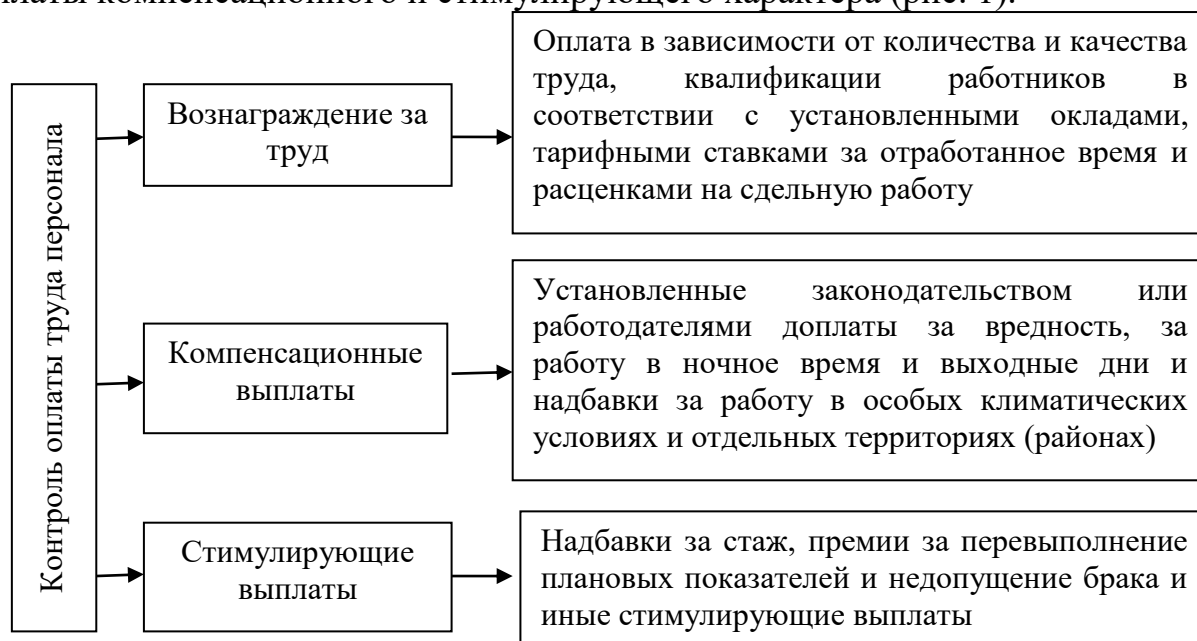 платы компенсационного и стимулирующего характера (рис. 1).
Контроль оплаты труда персонала
Вознаграждение за
труд
Оплата в зависимости от количества и качества
труда, квалификации работников в
соответствии с установленными окладами,
тарифными ставками за отработанное время и
расценками на сдельную работу
Компенсационные
выплаты
Установленные законодательством или
работодателями доплаты за вредность, за
работу в ночное время и выходные дни и
надбавки за работу в особых климатических
условиях и отдельных территориях (районах)
Стимулирующие
выплаты
Надбавки за стаж, премии за перевыполнение
плановых показателей и недопущение брака и
иные стимулирующие выплаты